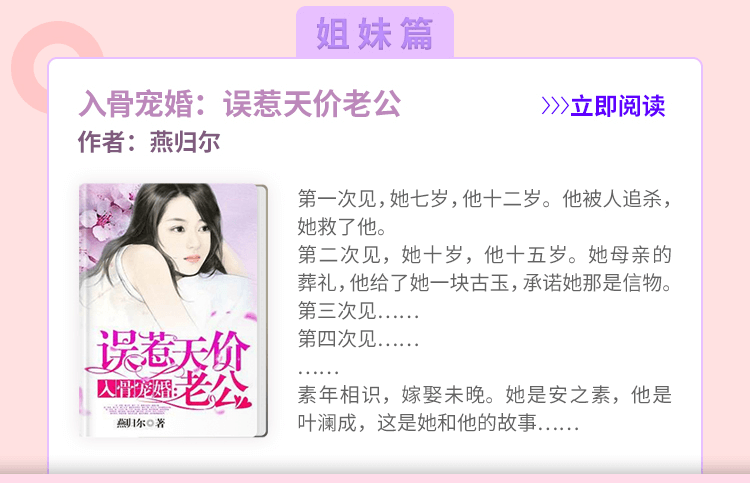 姐妹篇
入骨宠婚：误惹天价老公
>>>立即阅读
作者：燕归尔
第一次见，她七岁，他十二岁。他被人追杀，
她救了他。
第二次见，她十岁，他十五岁。她母亲的
葬礼，他给了她一块古玉，承诺她那是信物。
第三次见……
第四次见……
……
素年相识，嫁娶未晚。她是安之素，他是
叶澜成，这是她和他的故事……
误惹天价
入骨宠婚：老公
燕归尔◎著